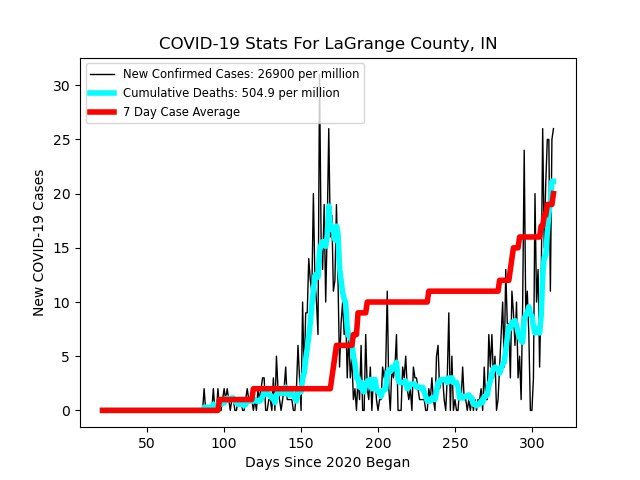 COVID-19 Stats For LaGrange County, IN
New Confirmed Cases: 26900 per million
Cumulative Deaths: 504.9 per million
7 Day Case Average
30
25
20
15
10
5
0
New COVID-19 Cases
50 100 150 200 250 300
Days Since 2020 Began